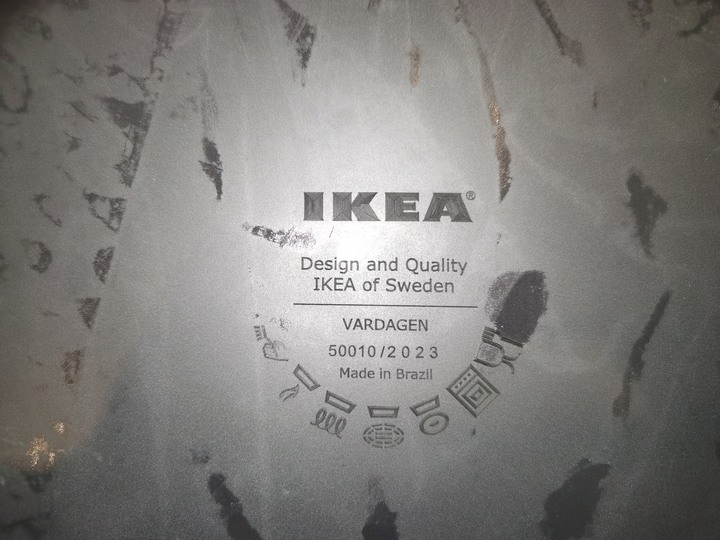 IKEA®
Design and Quality
IKEA of Sweden
VARDAGEN
50010/2023
Made in Brazil